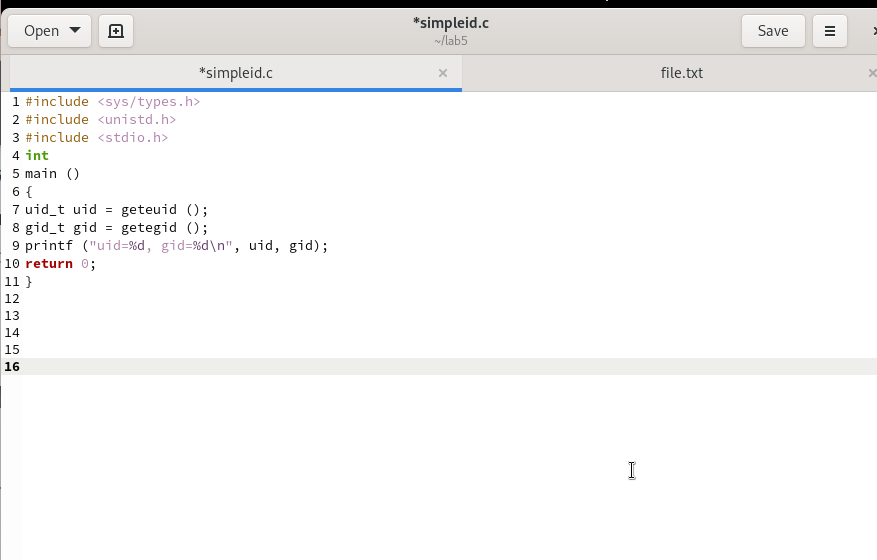 Open
*simpleid.c
~/lab5
Save
*simpleid.c
file.txt
1 #include <sys/types.h>
2 #include <unistd.h>
3 #include <stdio.h>
4 int
5 main ()
6 {
7 uid_t uid = geteuid ();
8 gid_t gid = getegid ();
9 printf ("uid=%d, gid=%d\n", uid, gid);
10 return 0;
11 }
12
13
14
15
16